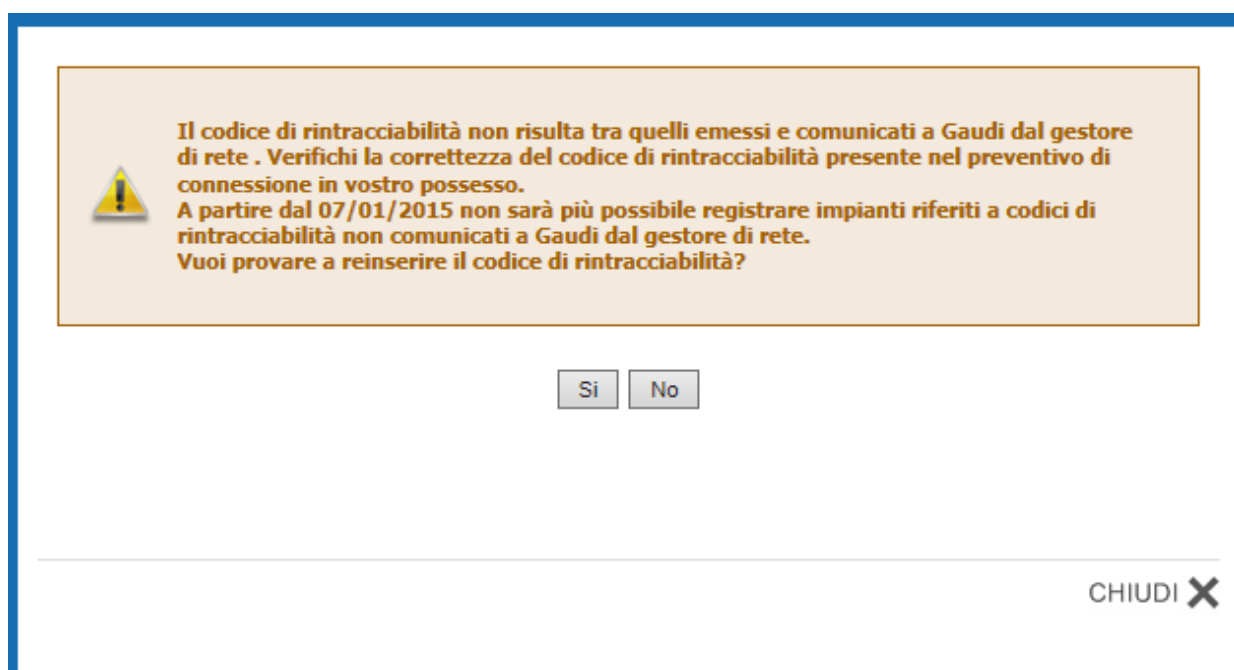 Il codice di rintracciabilità non risulta tra quelli emessi e comunicati a Gaudi dal gestore
di rete . Verifichi la correttezza del codice di rintracciabilità presente nel preventivo di
connessione in vostro possesso.
A partire dal 07/01/2015 non sarà più possibile registrare impianti riferiti a codici di
rintracciabilità non comunicati a Gaudi dal gestore di rete.
Vuoi provare a reinserire il codice di rintracciabilità?
Si No
CHIUDI